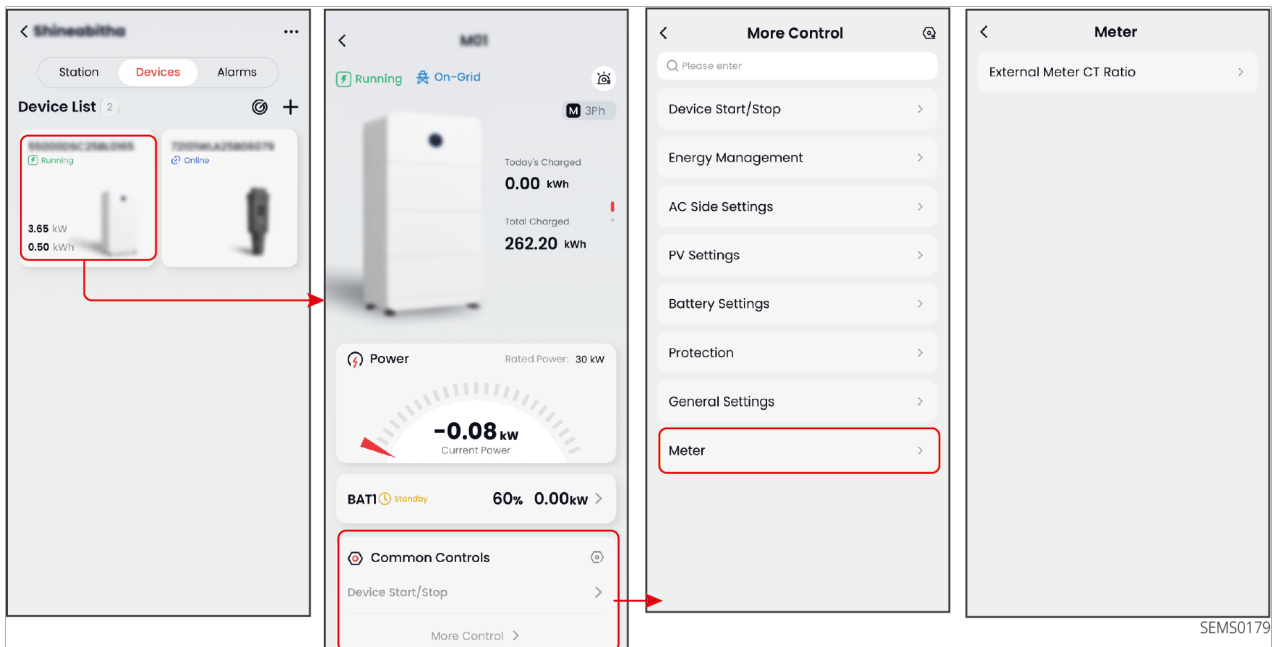 Station
Devices
Alarms
Device List 2
Running
3.65 kW
0.50 kWh
Online
M01
Running
On-Grid
M 3Ph
Today's Charged
0.00 kWh
Total Charged
262.20 kWh
Power
Rated Power: 30 kW
-0.08 kW
Current Power
BAT1 Standby 60% 0.00kW
Common Controls
Device Start/Stop
More Control
More Control
Please enter
Device Start/Stop
Energy Management
AC Side Settings
PV Settings
Battery Settings
Protection
General Settings
Meter
Meter
External Meter CT Ratio
SEMS0179